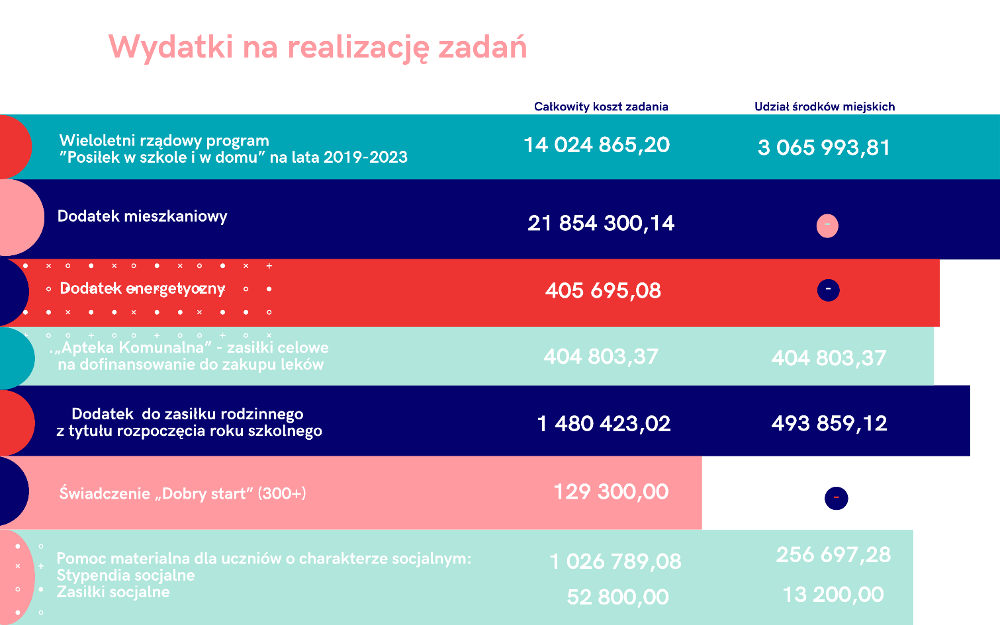 Wydatki na realizację zadań
Całkowity koszt zadania Udział środków miejskich
Wieloletni rządowy program
”Posiłek w szkole i w domu” na lata 2019-2023
14 024 865,20 3 065 993,81
Dodatek mieszkaniowy
21 854 300,14 -
Dodatek energetyczny 405 695,08 -
.„Apteka Komunalna” - zasiłki celowe
na dofinansowanie do zakupu leków
404 803,37 404 803,37
Dodatek do zasiłku rodzinnego
z tytułu rozpoczęcia roku szkolnego
1 480 423,02 493 859,12
Świadczenie „Dobry start” (300+) 129 300,00 -
Pomoc materialna dla uczniów o charakterze socjalnym:
Stypendia socjalne
Zasiłki socjalne
1 026 789,08 256 697,28
52 800,00 13 200,00